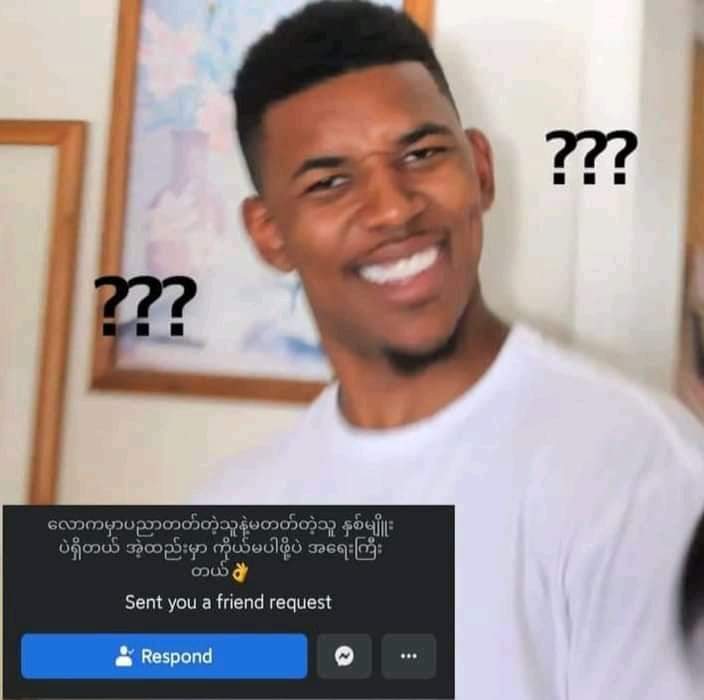 ???
???
လောကမှာပညာတတ်တဲ့သူနဲ့မတတ်တဲ့သူ နှစ်မျိုး
ပဲရှိတယ် အဲ့ထည်းမှာ ကိုယ်မပါဖို့ပဲ အရေးကြီး
တယ်👌
Sent you a friend request
Respond